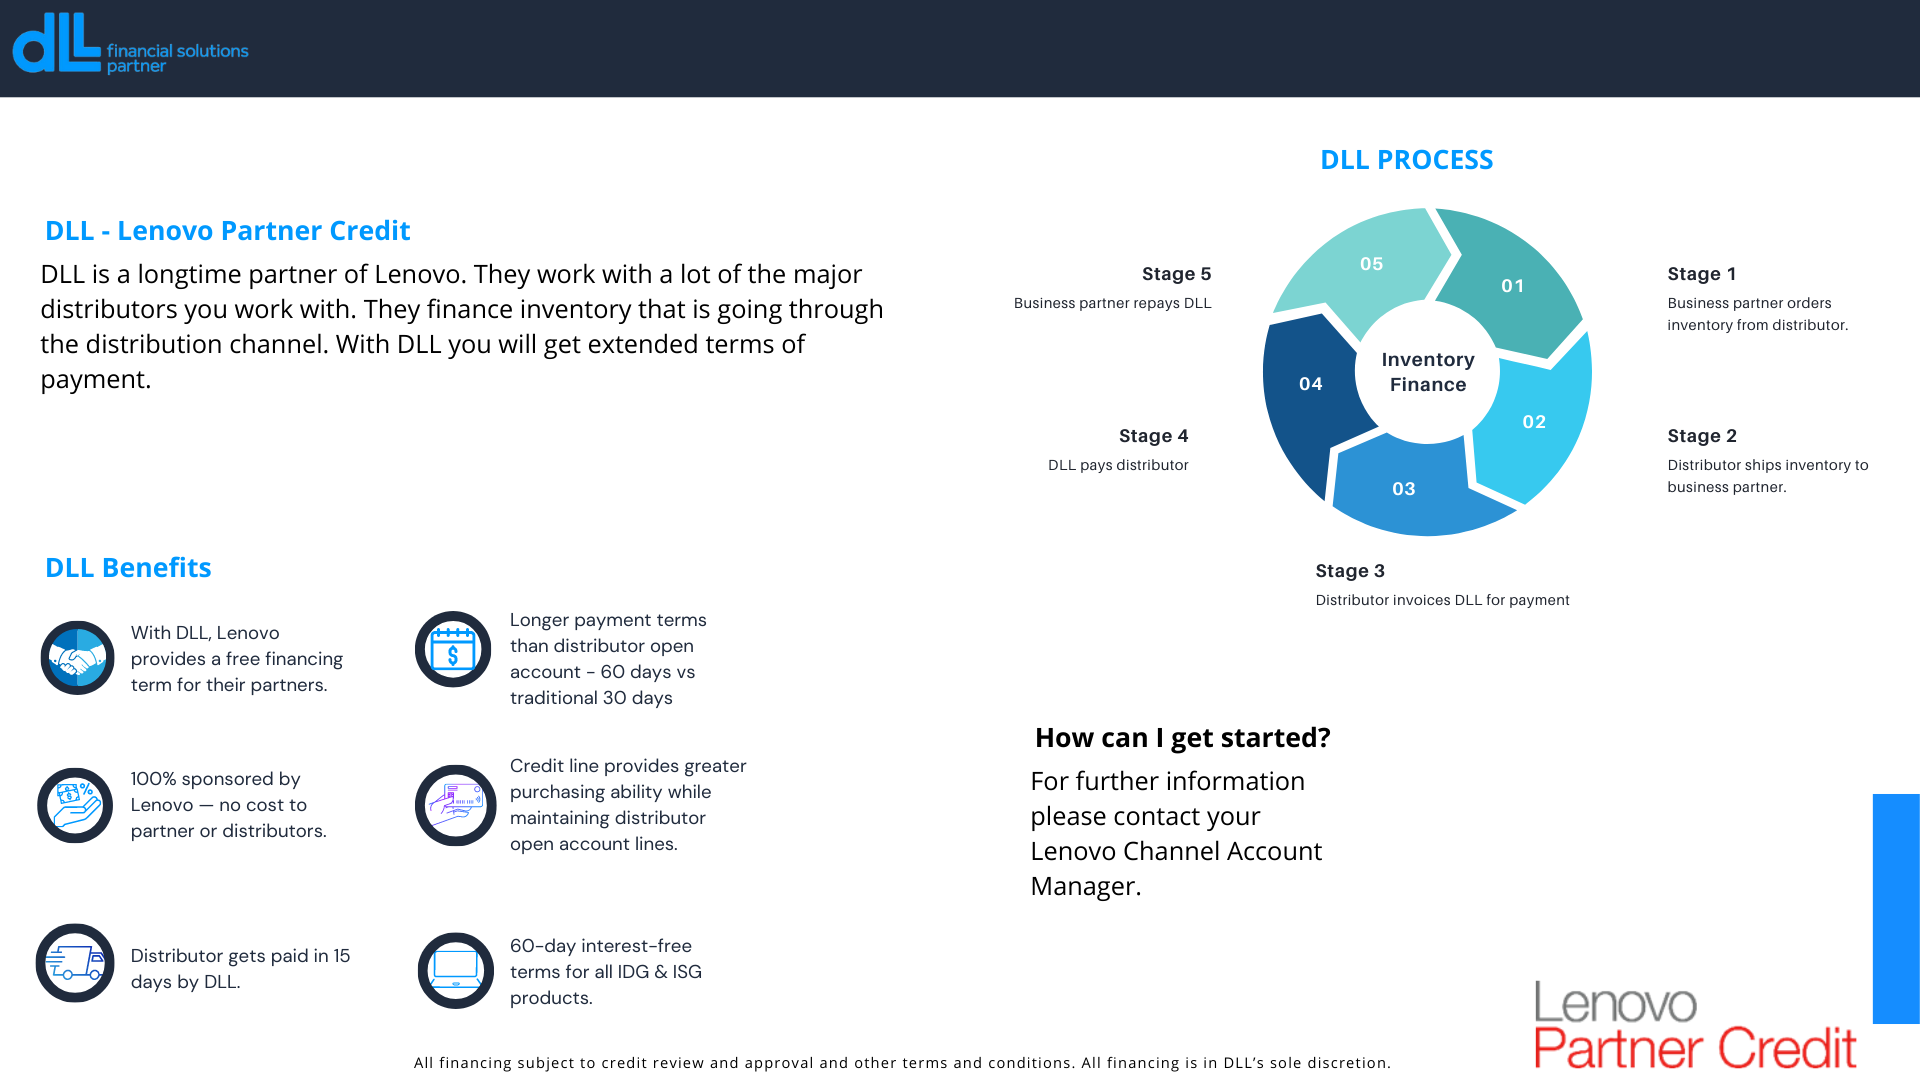 dLL financial solutions
partner
DLL - Lenovo Partner Credit
DLL is a longtime partner of Lenovo. They work with a lot of the major
distributors you work with. They finance inventory that is going through
the distribution channel. With DLL you will get extended terms of
payment.
DLL Benefits
With DLL, Lenovo
provides a free financing
term for their partners.
Longer payment terms
than distributor open
account - 60 days vs
traditional 30 days
100% sponsored by
Lenovo — no cost to
partner or distributors.
Credit line provides greater
purchasing ability while
maintaining distributor
open account lines.
Distributor gets paid in 15
days by DLL.
60-day interest-free
terms for all IDG & ISG
products.
DLL PROCESS
Inventory
Finance
01
02
03
04
05
Stage 1
Business partner orders
inventory from distributor.
Stage 2
Distributor ships inventory to
business partner.
Stage 3
Distributor invoices DLL for payment
Stage 4
DLL pays distributor
Stage 5
Business partner repays DLL
How can I get started?
For further information
please contact your
Lenovo Channel Account
Manager.
Lenovo
Partner Credit
All financing subject to credit review and approval and other terms and conditions. All financing is in DLL’s sole discretion.